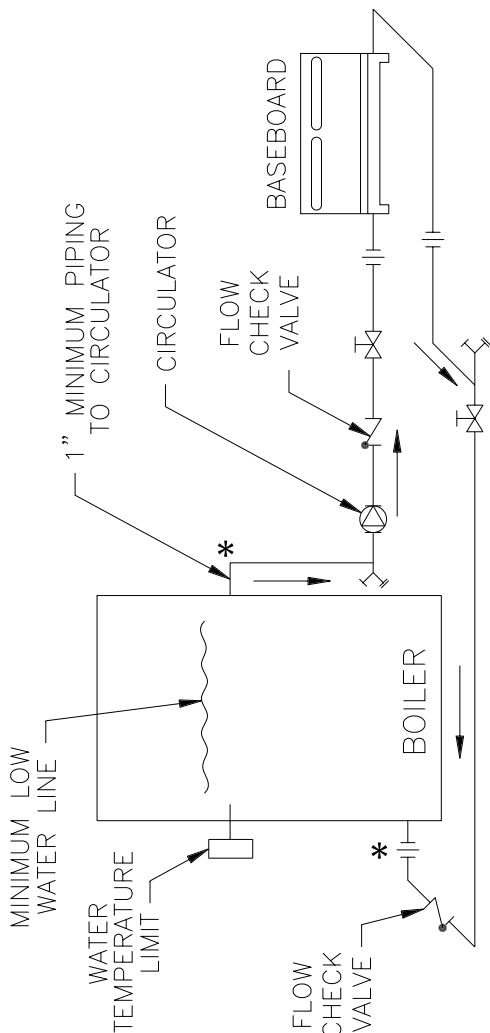 MINIMUM LOW
WATER LINE
1” MINIMUM PIPING
TO CIRCULATOR
CIRCULATOR
FLOW
CHECK
VALVE
BASEBOARD
WATER
TEMPERATURE
LIMIT
*
BOILER
*
FLOW
CHECK
VALVE